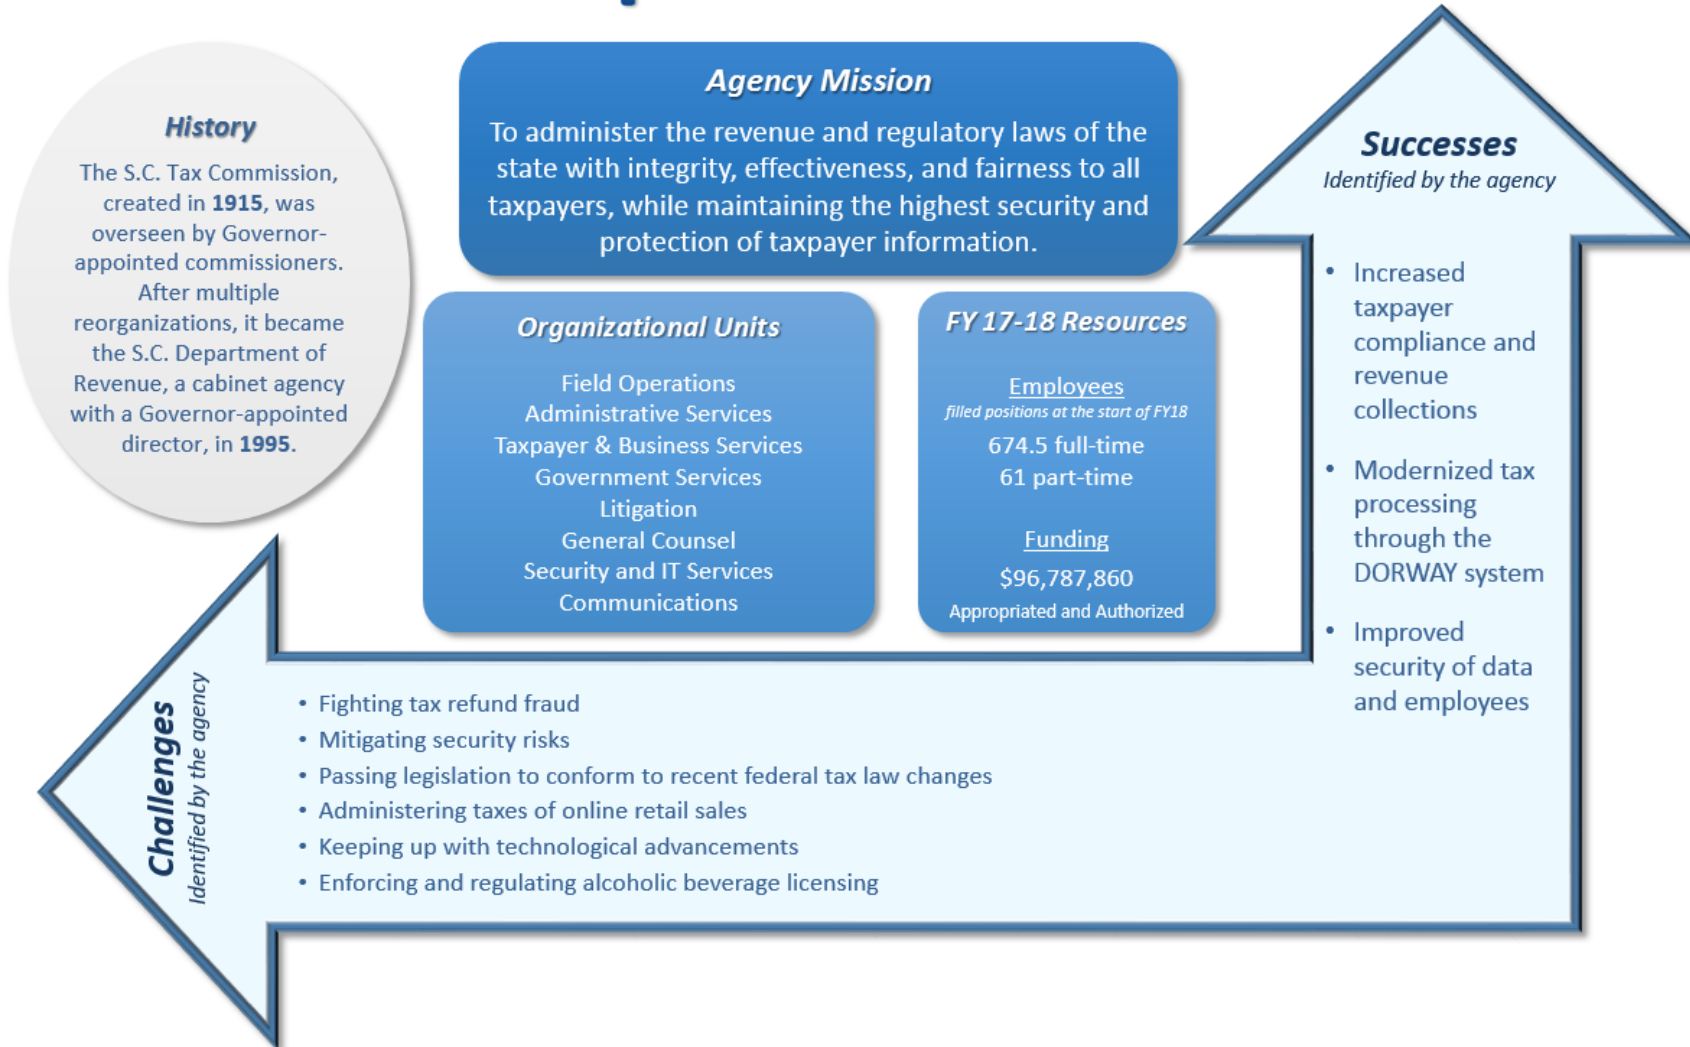 History
The S.C. Tax Commission,
created in 1915, was
overseen by Governor-
appointed commissioners.
After multiple
reorganizations, it became
the S.C. Department of
Revenue, a cabinet agency
with a Governor-appointed
director, in 1995.
Agency Mission
To administer the revenue and regulatory laws of the
state with integrity, effectiveness, and fairness to all
taxpayers, while maintaining the highest security and
protection of taxpayer information.
Organizational Units
Field Operations
Administrative Services
Taxpayer & Business Services
Government Services
Litigation
General Counsel
Security and IT Services
Communications
FY 17-18 Resources
Employees
filled positions at the start of FY18
674.5 full-time
61 part-time
Funding
$96,787,860
Appropriated and Authorized
Successes
Identified by the agency
• Increased
taxpayer
compliance and
revenue
collections
• Modernized tax
processing
through the
DORWAY system
• Improved
security of data
and employees
Challenges
Identified by the agency
• Fighting tax refund fraud
• Mitigating security risks
• Passing legislation to conform to recent federal tax law changes
• Administering taxes of online retail sales
• Keeping up with technological advancements
• Enforcing and regulating alcoholic beverage licensing